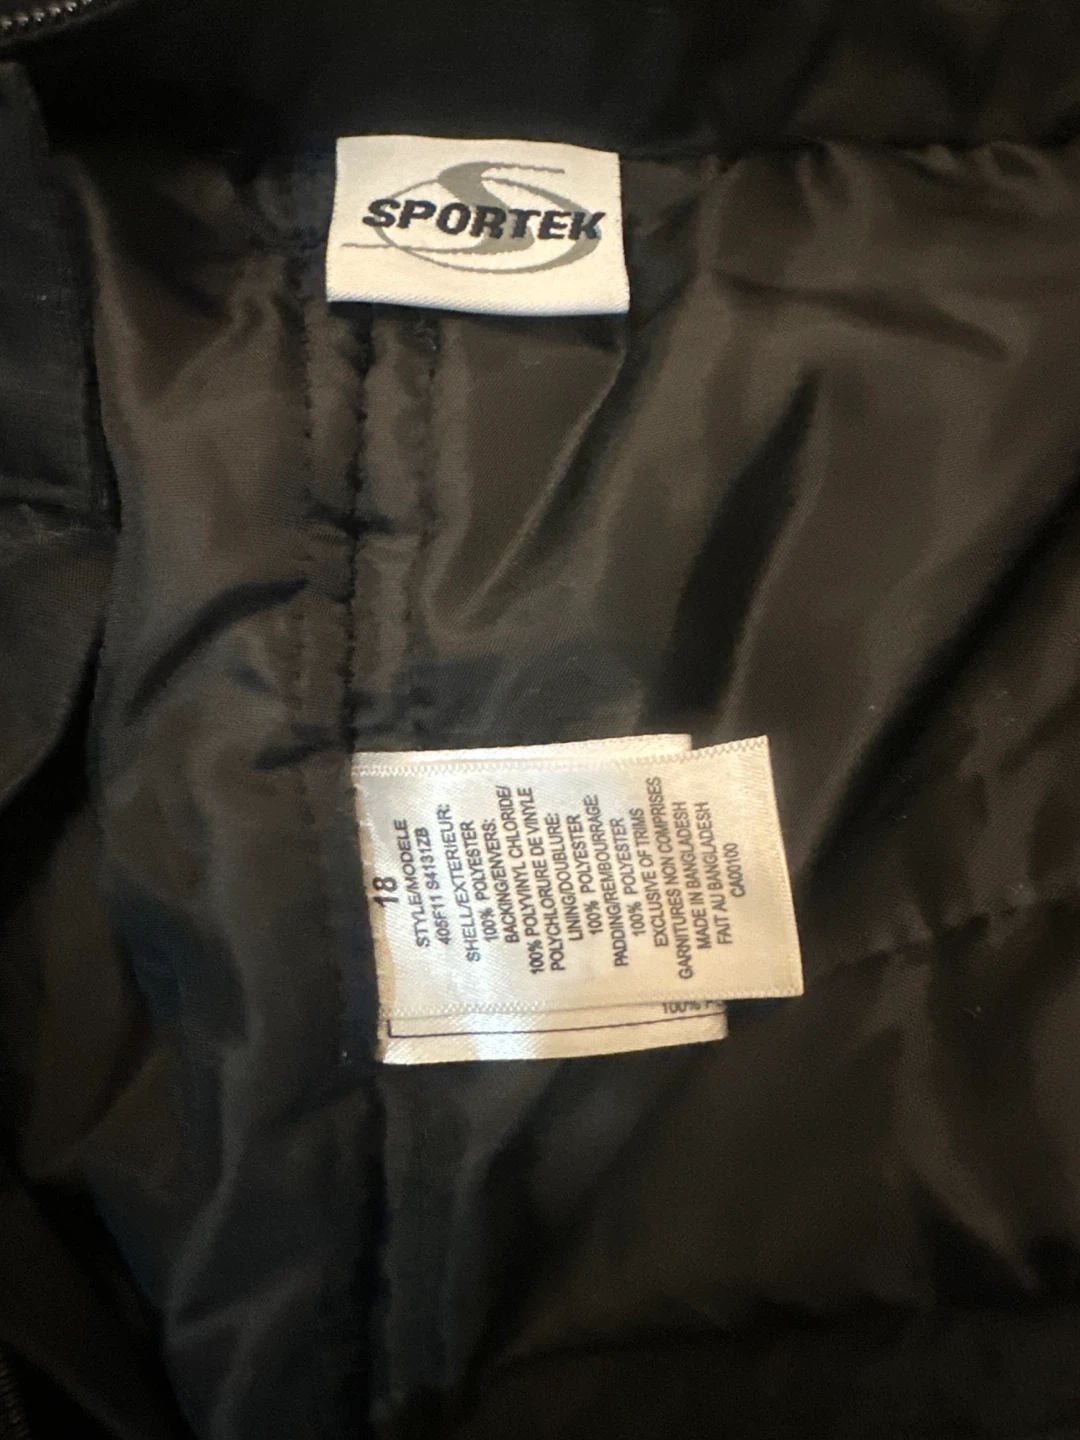 SPORTEK
18
STYLE/MODELE
405F11 S4131ZB
SHELL/EXTERIEUR:
100% POLYESTER
BACKING/ENVERS:
100% POLYVINYL CHLORIDE/
POLYCHLORURE DE VINYLE
LINING/DOUBLURE:
100% POLYESTER
PADDING/REMBOURRAGE:
100% POLYESTER
EXCLUSIVE OF TRIMS
GARNITURES NON COMPRISES
MADE IN BANGLADESH
FAIT AU BANGLADESH
CA00100
100%